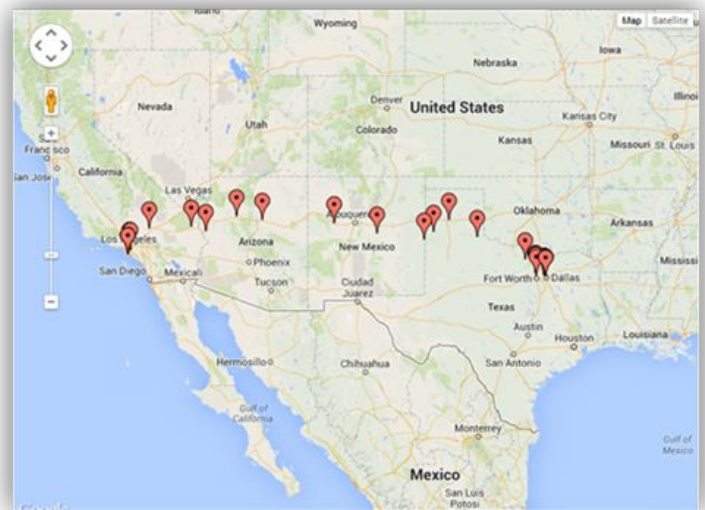 Idaho
Wyoming
Map Satellite
Nebraska
Iowa
Nevada
Denver
United States
Illinoi
Utah
Colorado
Kansas City
San
Francisco
Kansas
Missouri St. Louis
San Jose
California
Las Vegas
Los Angeles
Albuquerque
Oklahoma
Arkansas
Arizona
New Mexico
Mississi
San Diego
Mexicali
Phoenix
Tucson
Ciudad
Juarez
Fort Worth
Dallas
Texas
Austin
Houston
Louisiana
San Antonio
Hermosillo
Chihuahua
Gulf of
California
Monterrey
Gulf of
Mexico
Mexico
San Luis
Potosi
Google